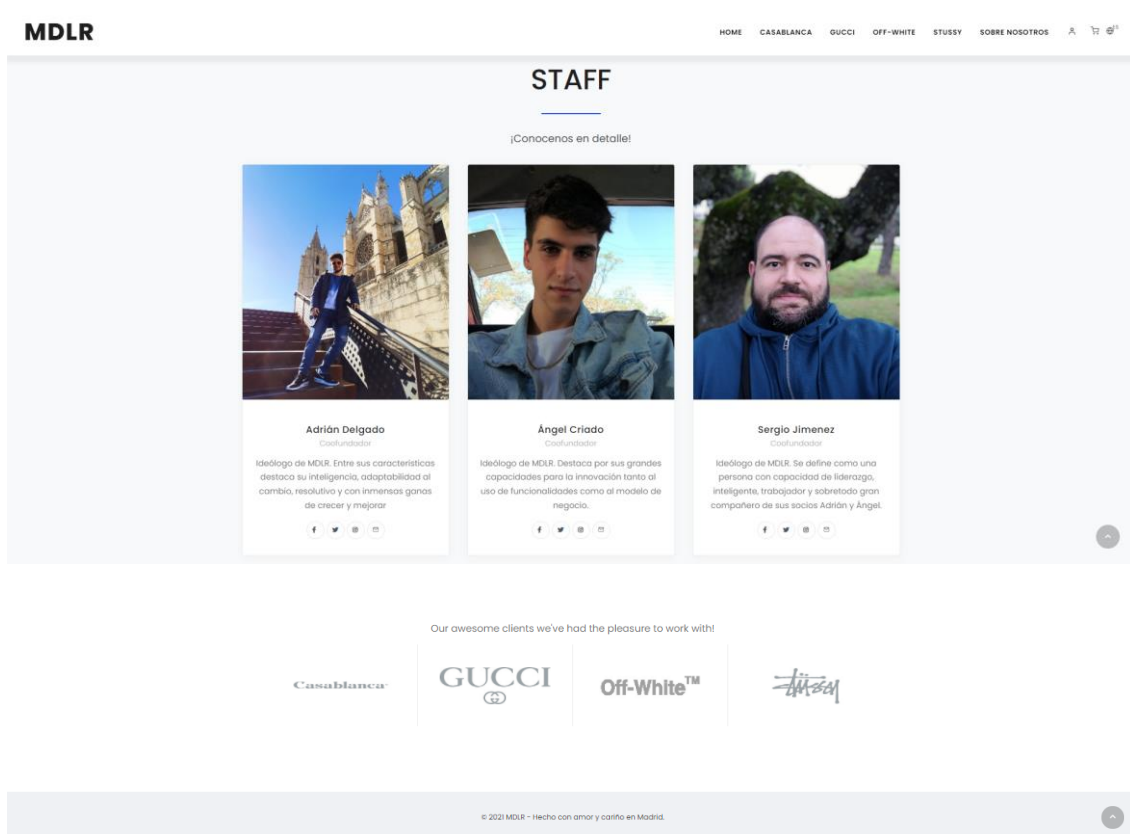 MDLR
HOME CASABLANCA GUCCI OFF-WHITE STUSSY SOBRE NOSOTROS
STAFF
¡Conocenos en detalle!
Adrián Delgado
Coofundador
Ideólogo de MDLR. Entre sus características
destaca su inteligencia, adaptabilidad al
cambio, resolutivo y con inmensas ganas
de crecer y mejorar
Ángel Criado
Coofundador
Ideólogo de MDLR. Destaca por sus grandes
capacidades para la innovación tanto al
uso de funcionalidades como al modelo de
negocio.
Sergio Jimenez
Coofundador
Ideólogo de MDLR. Se define como una
persona con capacidad de liderazgo,
inteligente, trabajador y sobretodo gran
compañero de sus socios Adrián y Ángel.
Our awesome clients we've had the pleasure to work with!
Casablanca
GUCCI
Off-White™
Stüssy
© 2021 MDLR - Hecho con amor y cariño en Madrid.